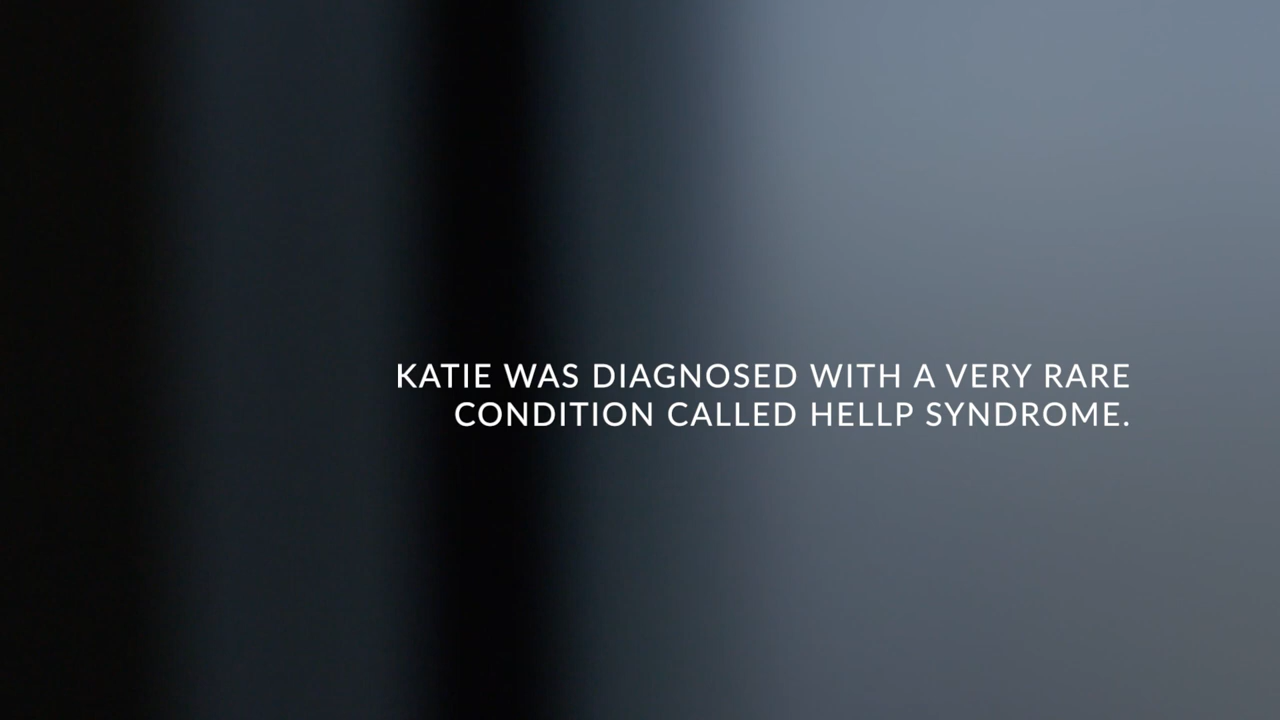 KATIE WAS DIAGNOSED WITH A VERY RARE
CONDITION CALLED HELLP SYNDROME.